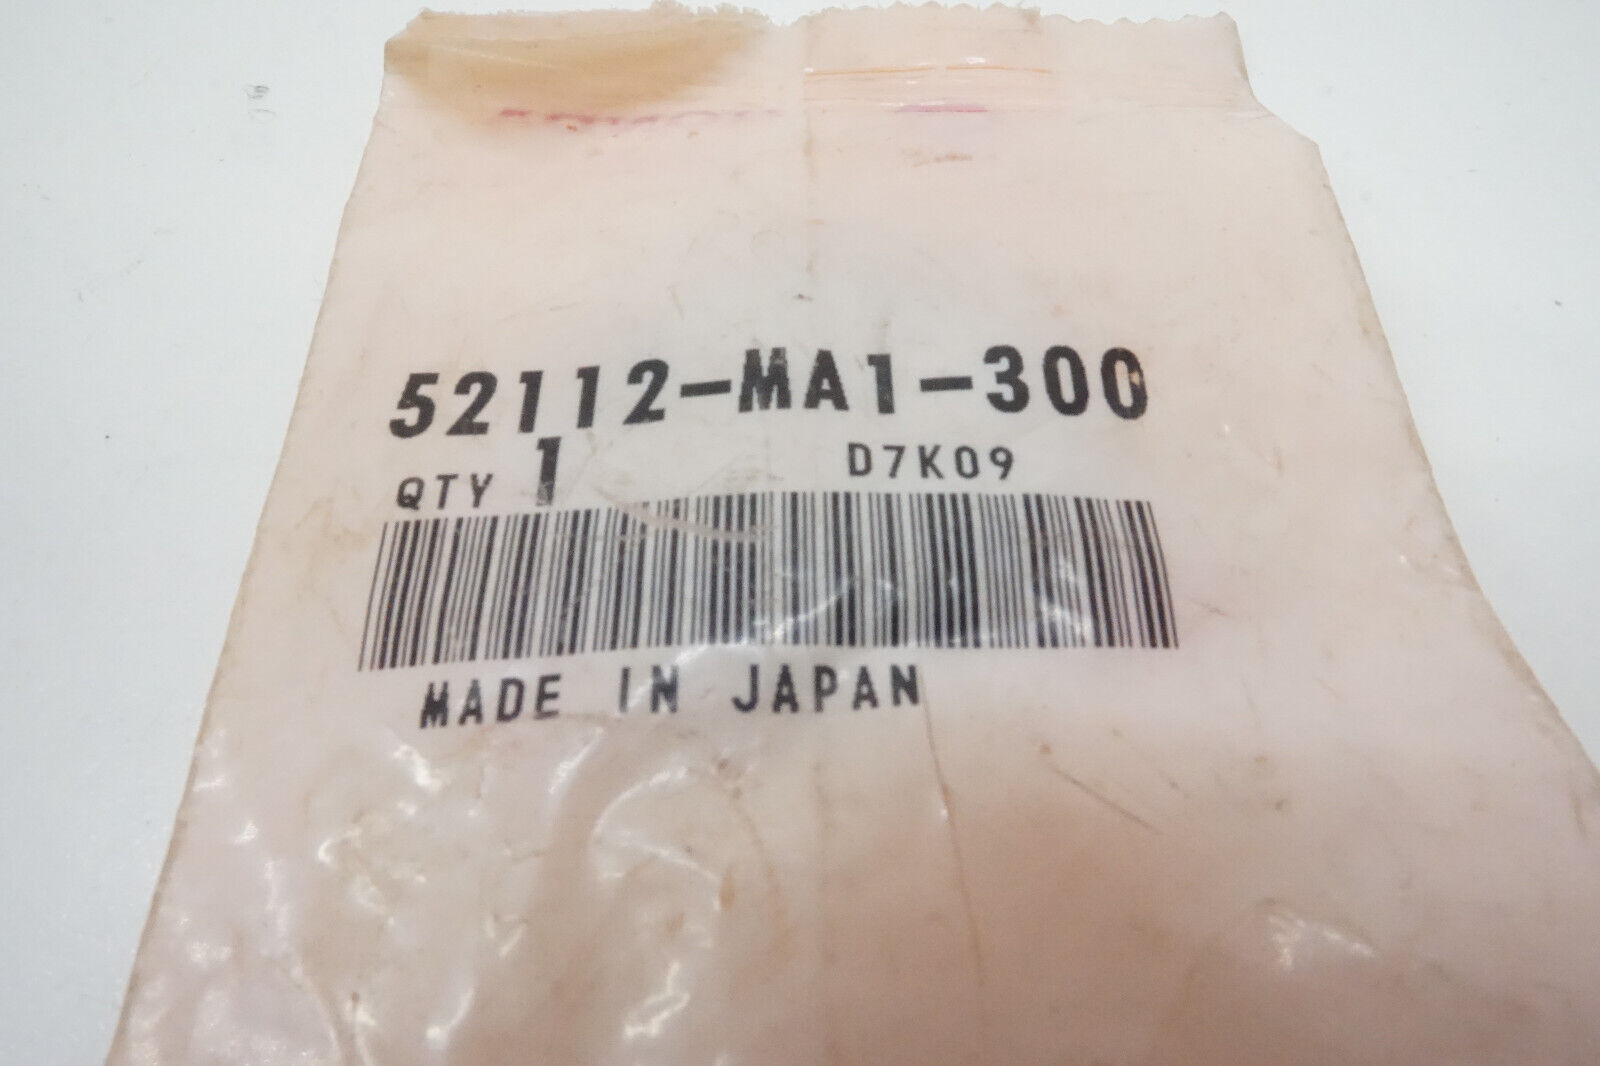 52112-MA1-300
QTY 1 D7K09
MADE IN JAPAN